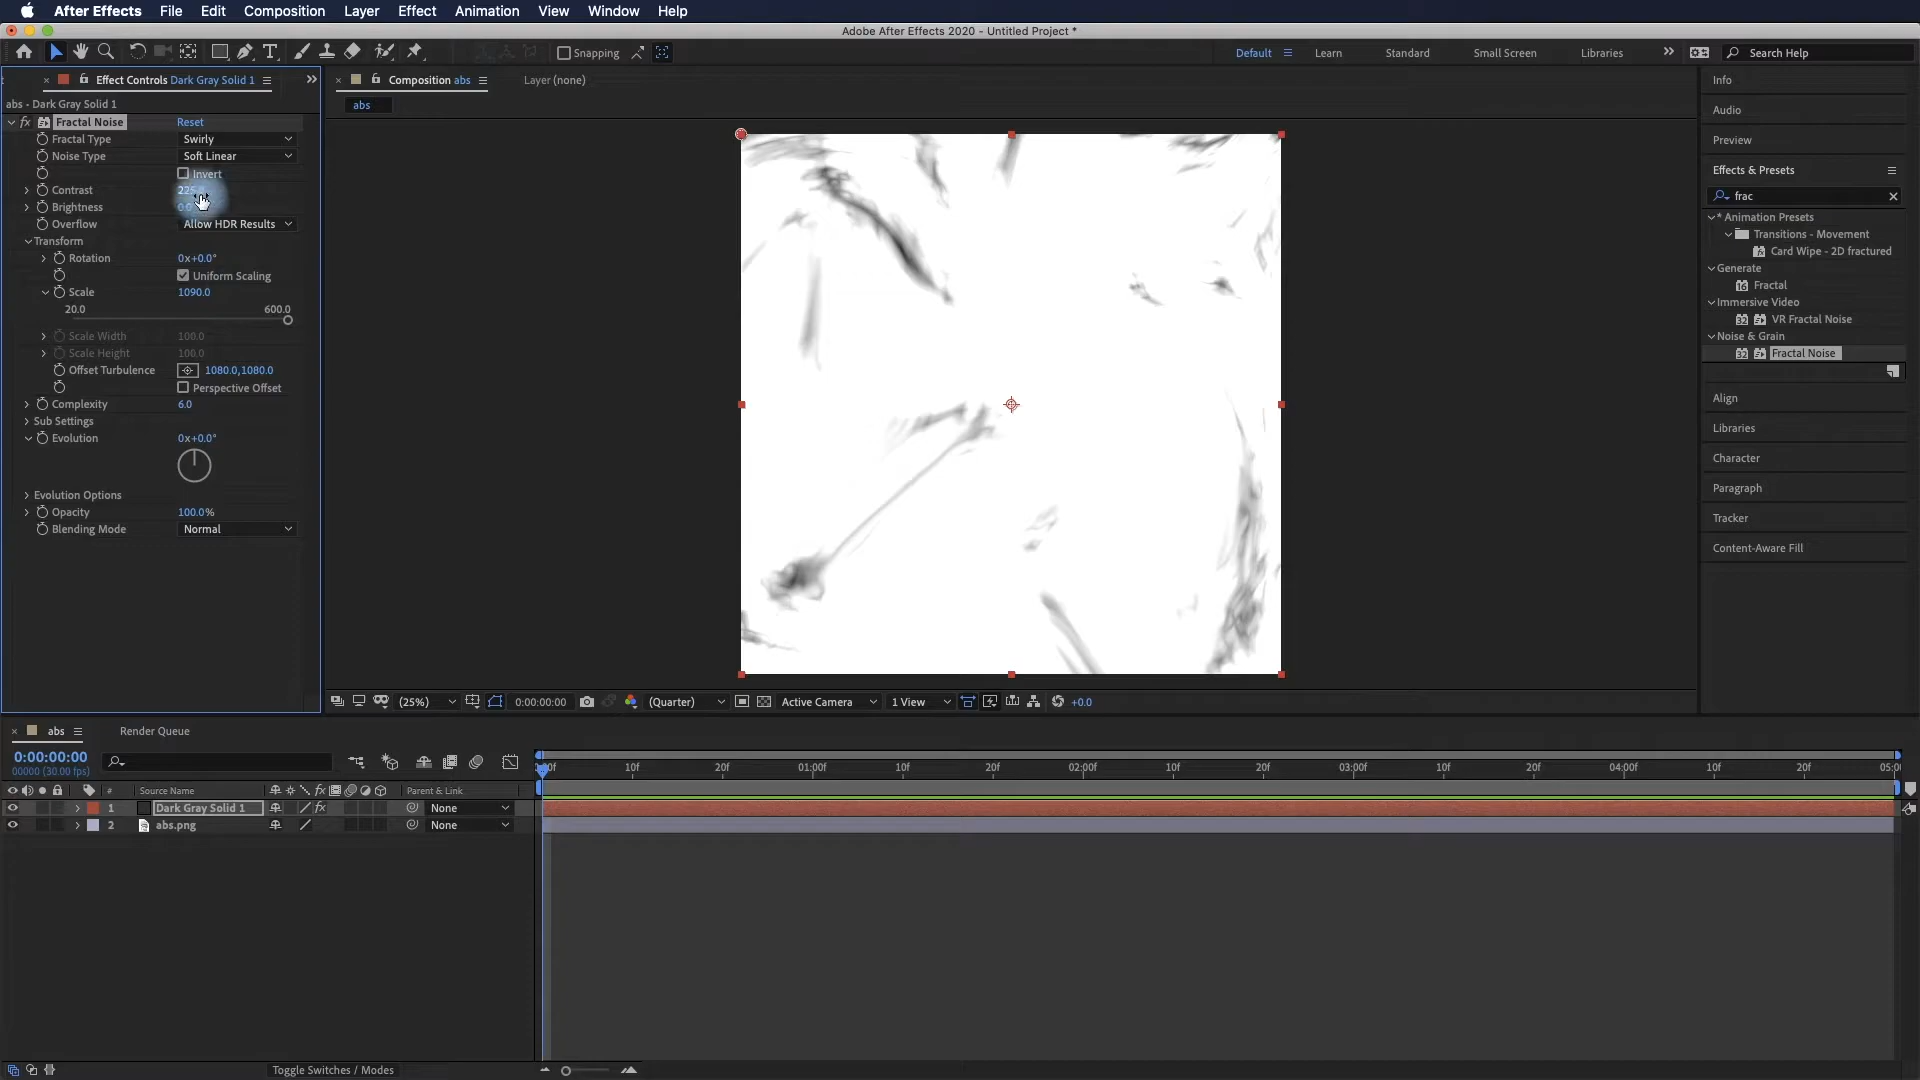 After Effects File Edit Composition Layer Effect Animation View Window Help
Adobe After Effects 2020 - Untitled Project *
Snapping Default Learn Standard Small Screen Libraries Search Help
Effect Controls Dark Gray Solid 1
Composition abs Layer (none)
abs - Dark Gray Solid 1
abs
fx Fractal Noise Reset
Fractal Type Swirly
Noise Type Soft Linear
Invert
Contrast
Brightness 0.0
Overflow Allow HDR Results
Transform
Rotation 0x+0.0°
Uniform Scaling
Scale 1090.0
20.0 600.0
Scale Width 100.0
Scale Height 100.0
Offset Turbulence 1080.0,1080.0
Perspective Offset
Complexity 6.0
Sub Settings
Evolution 0x+0.0°
Evolution Options
Opacity 100.0%
Blending Mode Normal
(25%) 0:00:00:00 (Quarter) Active Camera 1 View +0.0
Info
Audio
Preview
Effects & Presets
frac
* Animation Presets
Transitions - Movement
Card Wipe - 2D fractured
Generate
16 Fractal
Immersive Video
32 VR Fractal Noise
Noise & Grain
32 Fractal Noise
Align
Libraries
Character
Paragraph
Tracker
Content-Aware Fill
abs Render Queue
0:00:00:00
00000 (30.00 fps)
10f 20f 01:00f 10f 20f 02:00f 10f 20f 03:00f 10f 20f 04:00f 10f 20f
# Source Name fx Parent & Link
1 Dark Gray Solid 1 fx None
2 abs.png None
Toggle Switches / Modes